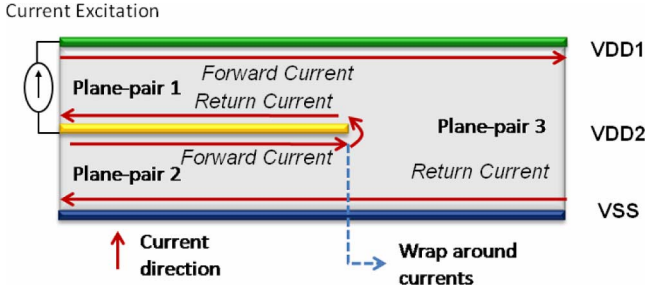 Current Excitation
VDD1
Forward Current
Plane-pair 1
Return Current
Plane-pair 3
VDD2
Forward Current
Plane-pair 2
Return Current
VSS
Current
direction
Wrap around
currents